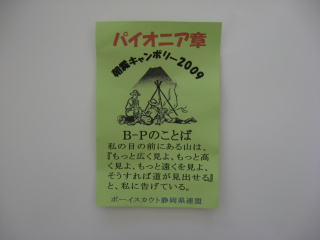 パイオニア章
朝霧キャンポリー2009
B-Pのことば
私の目の前にある山は、
『もっと広く見よ、もっと高
く見よ、もっと遠くを見よ、
そうすれば道が見出せる』
と、私に告げている。
ボーイスカウト静岡県連盟